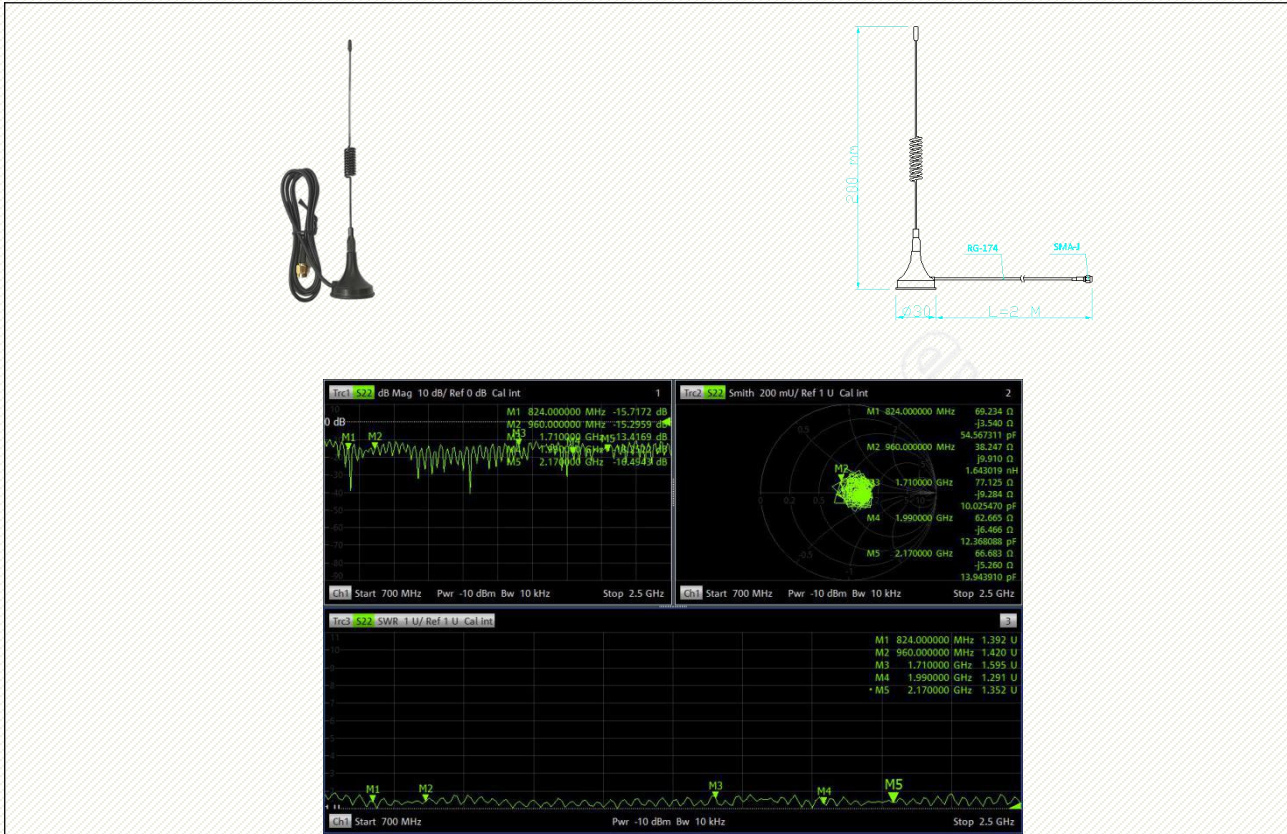 200 mm
RG-174
SMA-J
Ø30
L=2 M
Trc1 S22 dB Mag 10 dB/ Ref 0 dB Cal int 1
10
0 dB
M1 824.000000 MHz -15.7172 dB
M2 960.000000 MHz -15.2959 dB
1.710000 GHz -13.4169 dB
M5 2.170000 GHz -16.4943 dB
M1
M2
M3
M4
M5
-30
-40
-50
-60
-70
-80
-90
Ch1 Start 700 MHz Pwr -10 dBm Bw 10 kHz Stop 2.5 GHz
Trc2 S22 Smith 200 mU/ Ref 1 U Cal int 2
M1 824.000000 MHz 69.234 Ω
-j3.540 Ω
54.567311 pF
M2 960.000000 MHz 38.247 Ω
j9.910 Ω
1.643019 nH
M3 1.710000 GHz 77.125 Ω
-j9.284 Ω
10.025470 pF
M4 1.990000 GHz 62.665 Ω
-j6.466 Ω
12.368088 pF
M5 2.170000 GHz 66.683 Ω
-j5.260 Ω
13.943910 pF
Ch1 Start 700 MHz Pwr -10 dBm Bw 10 kHz Stop 2.5 GHz
Trc3 S22 SWR 1 U/ Ref 1 U Cal int 3
M1 824.000000 MHz 1.392 U
M2 960.000000 MHz 1.420 U
M3 1.710000 GHz 1.595 U
M4 1.990000 GHz 1.291 U
• M5 2.170000 GHz 1.352 U
M1
M2
M3
M4
M5
1 U
Ch1 Start 700 MHz Pwr -10 dBm Bw 10 kHz Stop 2.5 GHz